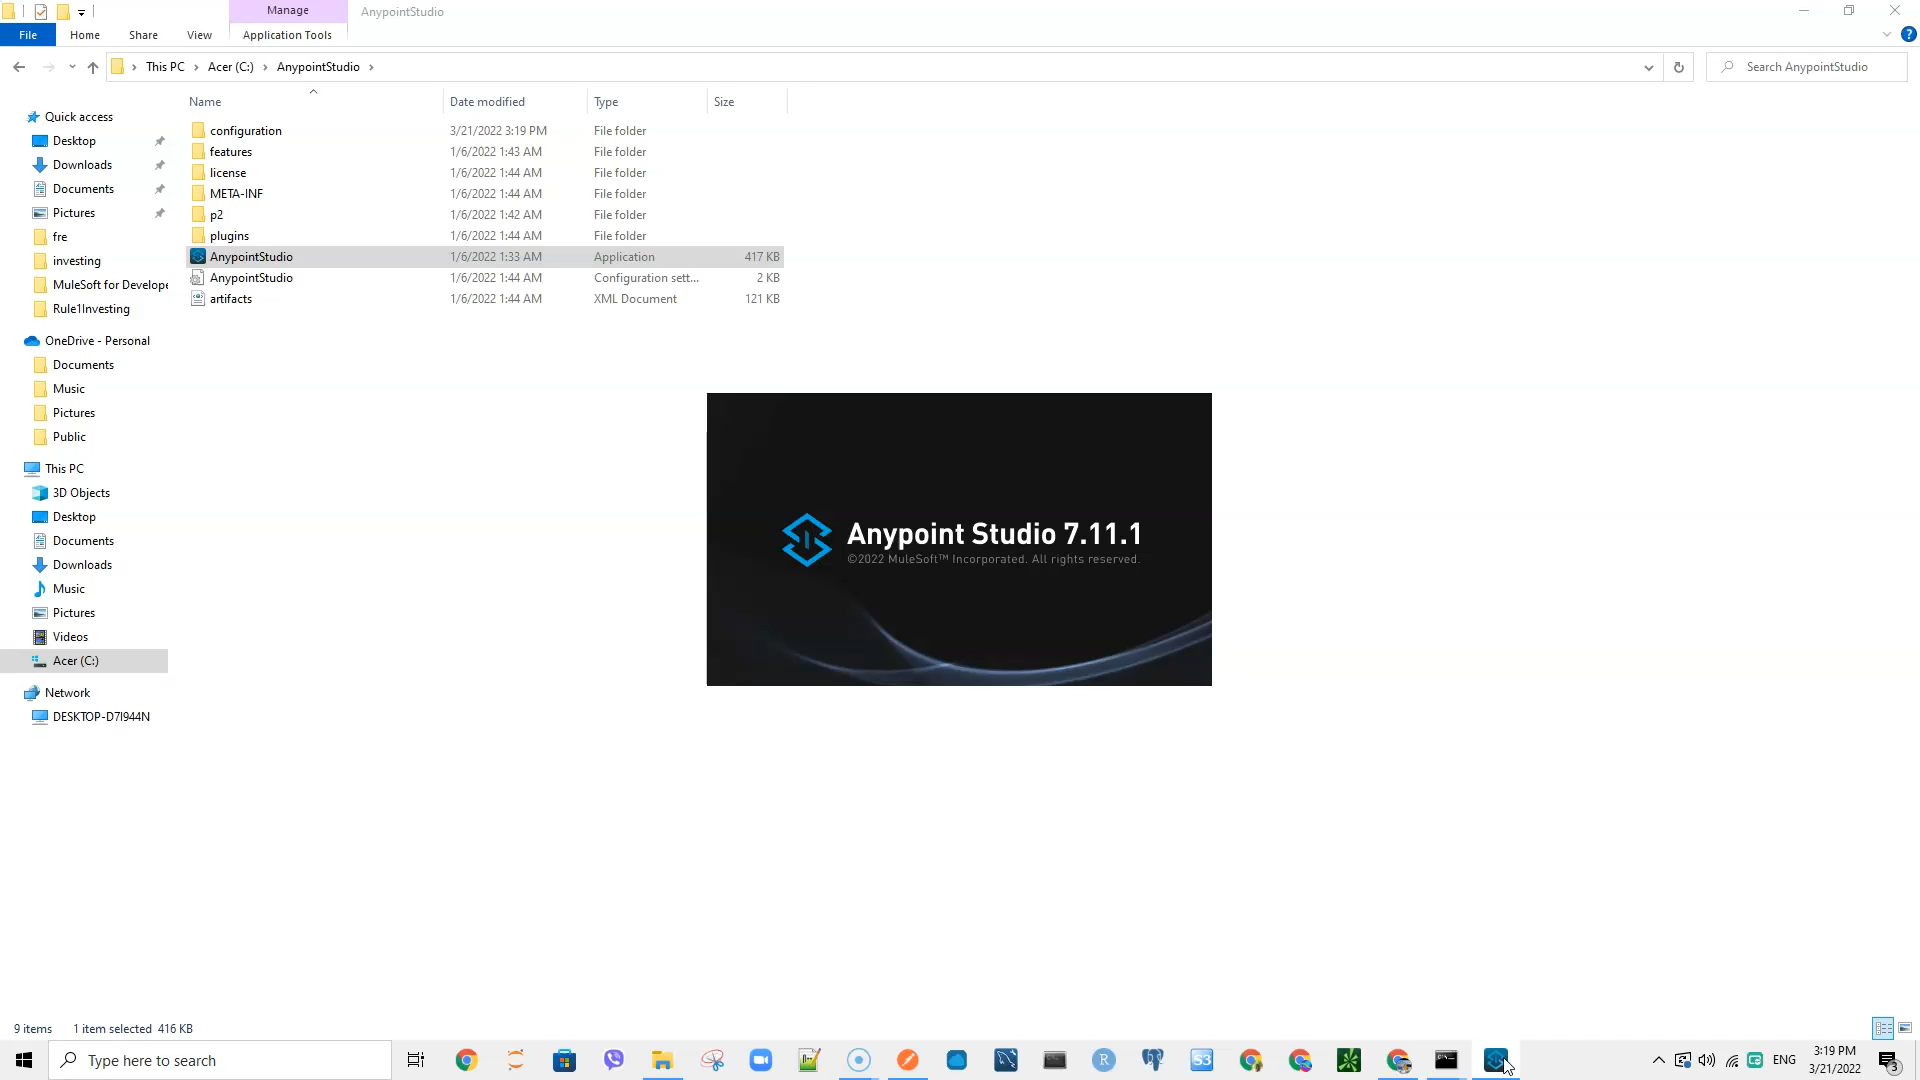 Manage
AnypointStudio
File
Home
Share
View
Application Tools
This PC
Acer (C:)
AnypointStudio
Search AnypointStudio
Name
Date modified
Type
Size
configuration
3/21/2022 3:19 PM
File folder
features
1/6/2022 1:43 AM
File folder
license
1/6/2022 1:44 AM
File folder
META-INF
1/6/2022 1:44 AM
File folder
p2
1/6/2022 1:42 AM
File folder
plugins
1/6/2022 1:44 AM
File folder
AnypointStudio
1/6/2022 1:33 AM
Application
417 KB
AnypointStudio
1/6/2022 1:44 AM
Configuration sett...
2 KB
artifacts
1/6/2022 1:44 AM
XML Document
121 KB
Quick access
Desktop
Downloads
Documents
Pictures
fre
investing
MuleSoft for Develope
Rule1Investing
OneDrive - Personal
Documents
Music
Pictures
Public
This PC
3D Objects
Desktop
Documents
Downloads
Music
Pictures
Videos
Acer (C:)
Network
DESKTOP-D7I944N
Anypoint Studio 7.11.1
©2022 MuleSoft™ Incorporated. All rights reserved.
9 items
1 item selected 416 KB
Type here to search
R
S3
ENG
3:19 PM
3/21/2022
3